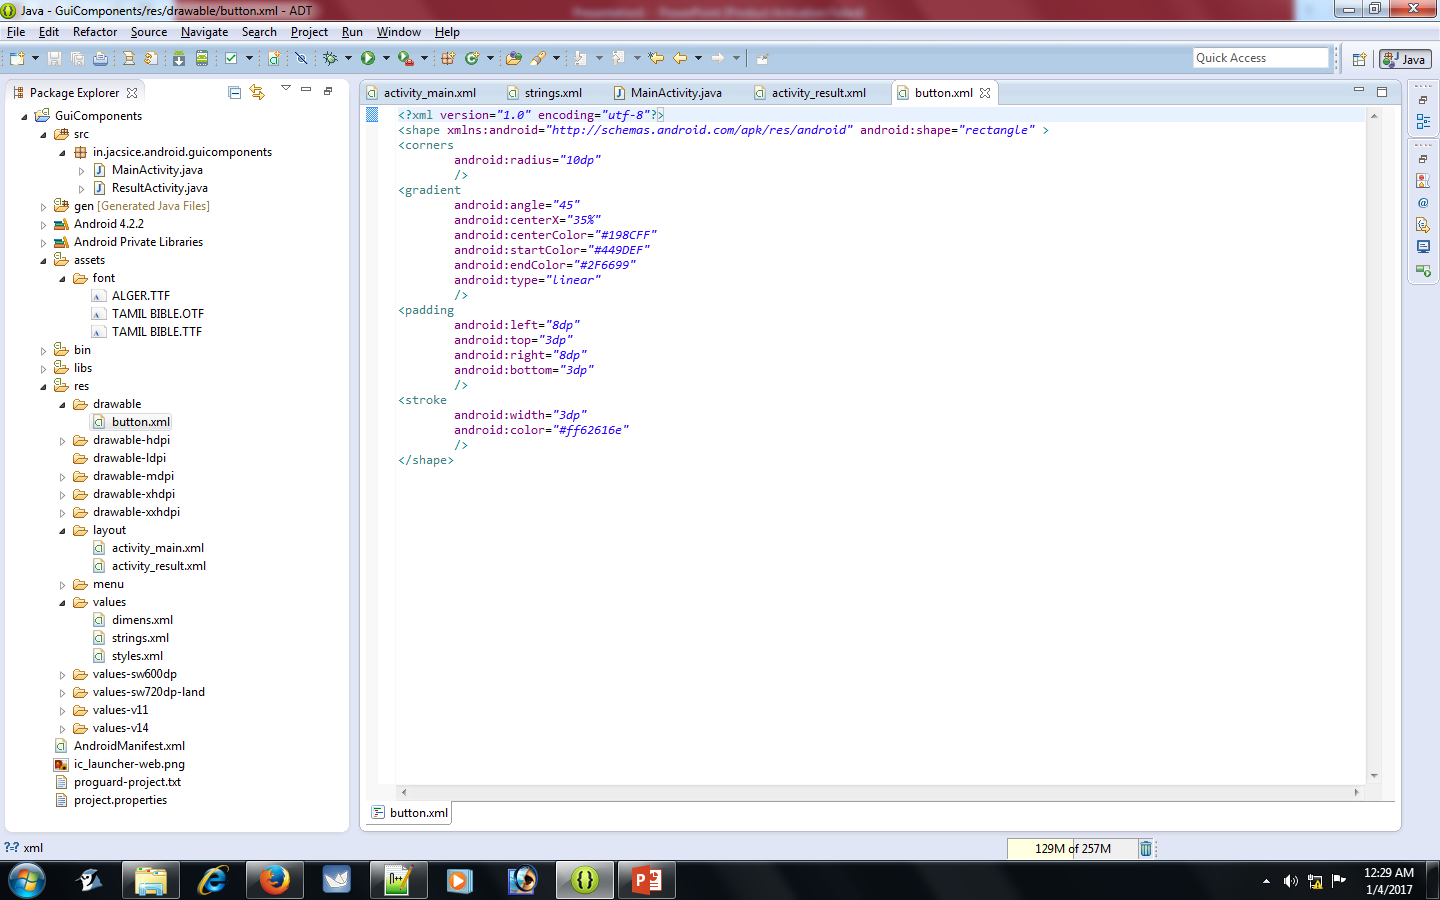 Java - GuiComponents/res/drawable/button.xml - ADT
File Edit Refactor Source Navigate Search Project Run Window Help
Quick Access
Java
Package Explorer
activity_main.xml strings.xml MainActivity.java activity_result.xml button.xml
GuiComponents
src
in.jacsice.android.guicomponents
MainActivity.java
ResultActivity.java
gen [Generated Java Files]
Android 4.2.2
Android Private Libraries
assets
font
ALGER.TTF
TAMIL BIBLE.OTF
TAMIL BIBLE.TTF
bin
libs
res
drawable
button.xml
drawable-hdpi
drawable-ldpi
drawable-mdpi
drawable-xhdpi
drawable-xxhdpi
layout
activity_main.xml
activity_result.xml
menu
values
dimens.xml
strings.xml
styles.xml
values-sw600dp
values-sw720dp-land
values-v11
values-v14
AndroidManifest.xml
ic_launcher-web.png
proguard-project.txt
project.properties
<?xml version="1.0" encoding="utf-8"?>
<shape xmlns:android="http://schemas.android.com/apk/res/android" android:shape="rectangle" >
<corners
android:radius="10dp"
/>
<gradient
android:angle="45"
android:centerX="35%"
android:centerColor="#198CFF"
android:startColor="#449DEF"
android:endColor="#2F6699"
android:type="linear"
/>
<padding
android:left="8dp"
android:top="3dp"
android:right="8dp"
android:bottom="3dp"
/>
<stroke
android:width="3dp"
android:color="#ff62616e"
/>
</shape>
button.xml
xml
129M of 257M
12:29 AM
1/4/2017